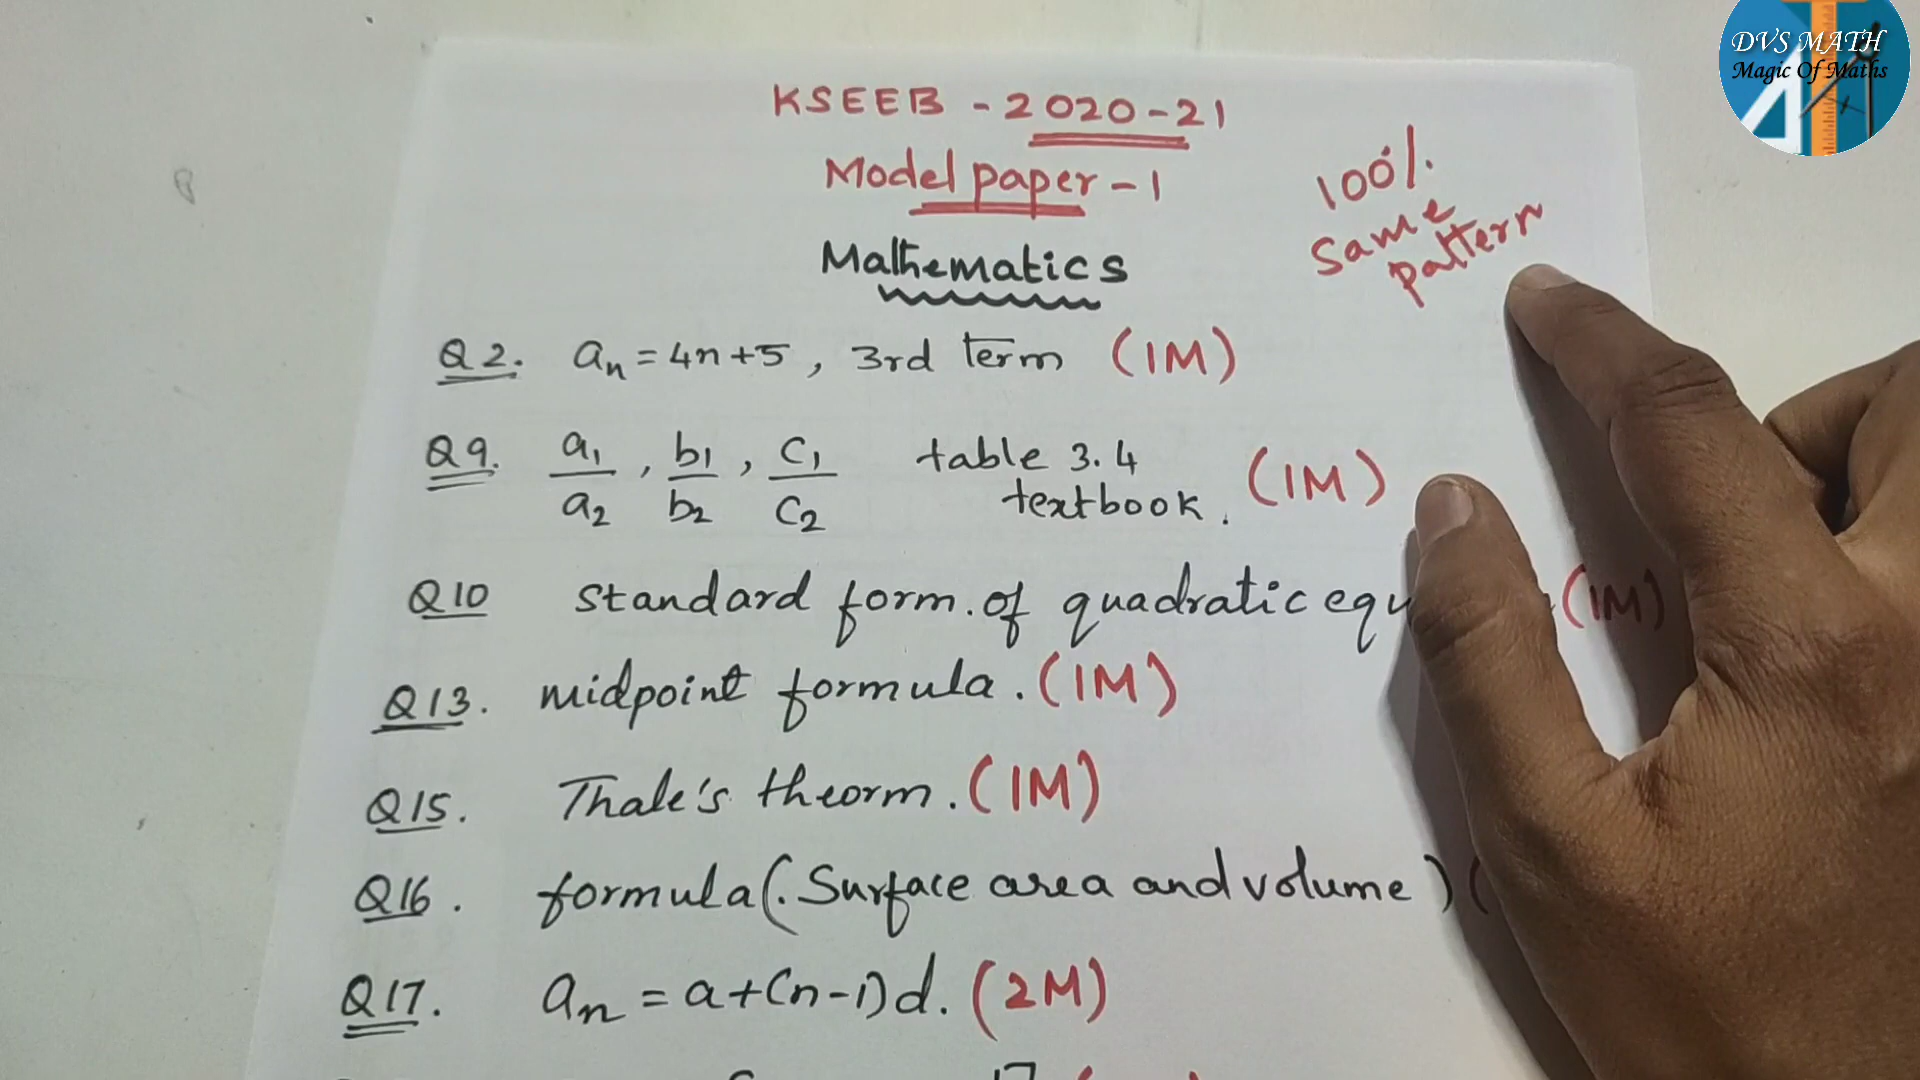 DVS MATH
Magic Of Maths
KSEEB - 2020-21
Model paper - 1
100%.
Same
pattern
Mathematics
Q2. an = 4n+5, 3rd term (1M)
Q9. a1/a2, b1/b2, c1/c2 table 3.4 (1M)
textbook.
Q10 standard form.of quadratic (1M)
Q13. midpoint formula. (1M)
Q15. Thale's theorm. (1M)
Q16. formula (.Surface area and volume) (
Q17. an = a+(n-1)d. (2M)